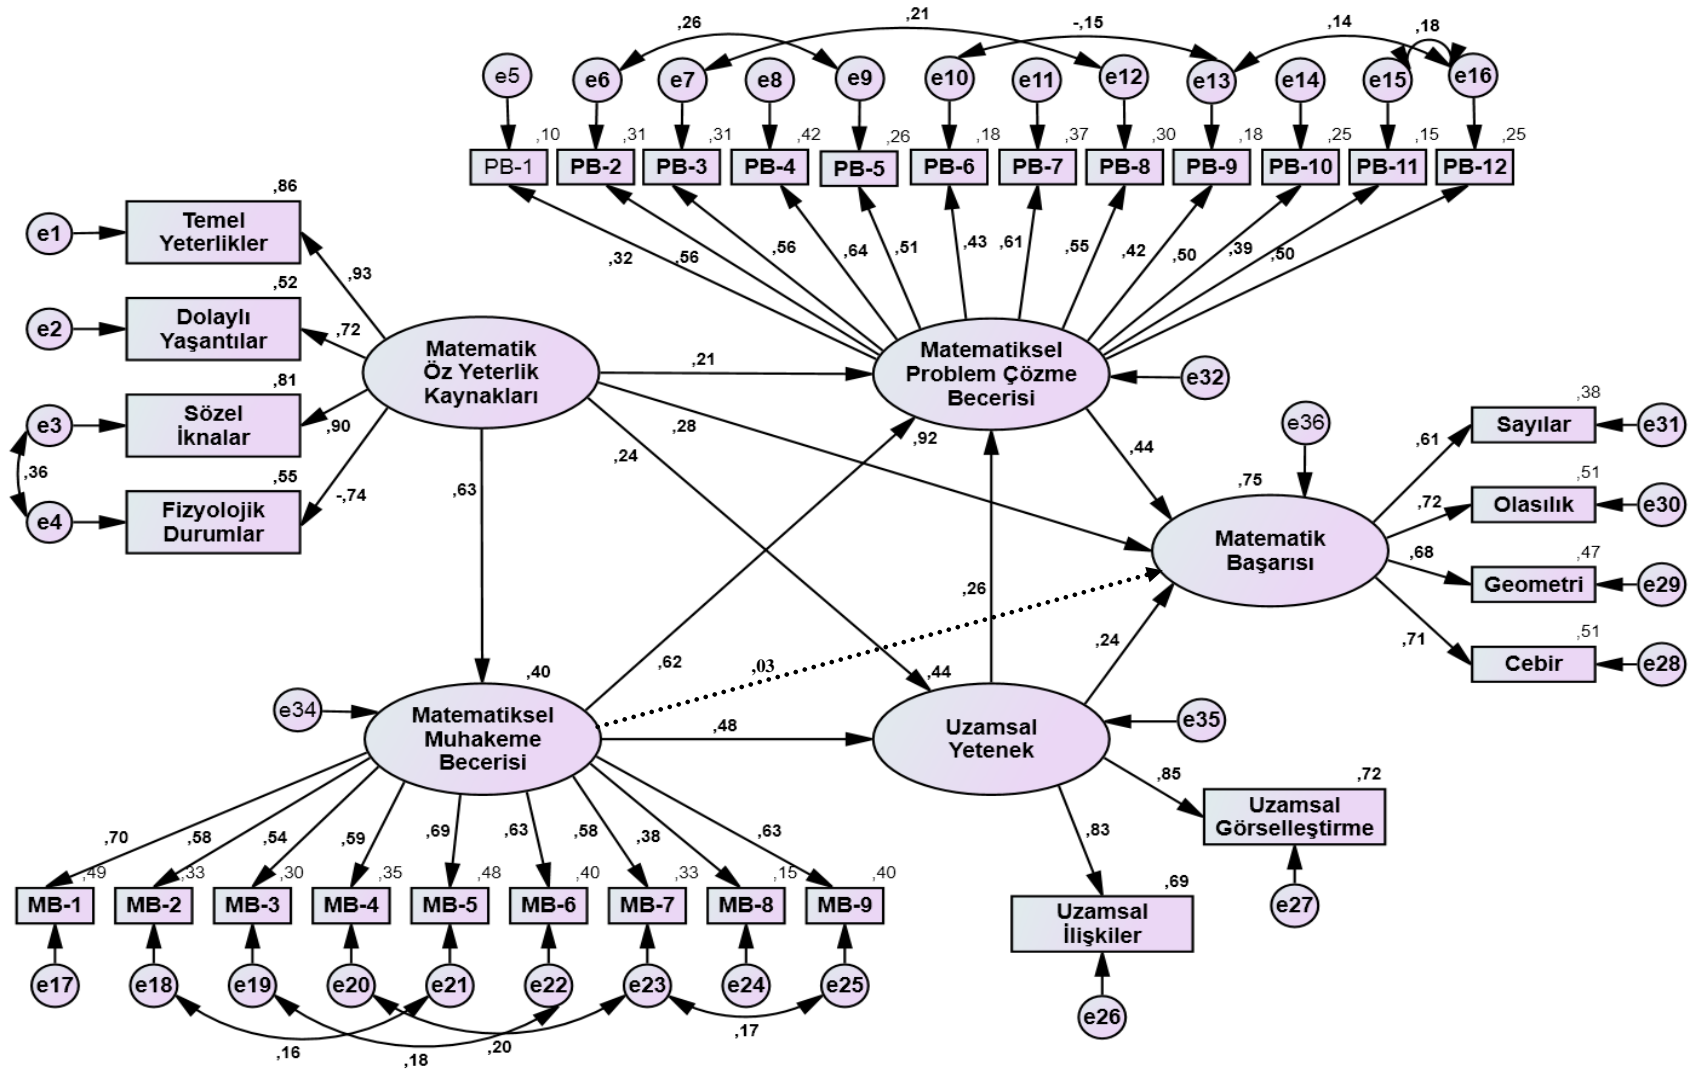 ,26
,21
-,15
,14
,18
e5
e6
e7
e8
e9
e10
e11
e12
e13
e14
e15
e16
,10
,31
,31
,42
,26
,18
,37
,30
,18
,25
,15
,25
PB-1
PB-2
PB-3
PB-4
PB-5
PB-6
PB-7
PB-8
PB-9
PB-10
PB-11
PB-12
,32
,56
,56
,64
,51
,43
,61
,55
,42
,50
,39
,50
,86
e1
Temel
Yeterlikler
,93
,52
e2
Dolaylı
Yaşantılar
,72
,81
e3
Sözel
İknalar
,90
,36
,55
e4
Fizyolojik
Durumlar
-,74
Matematik
Öz Yeterlik
Kaynakları
,21
,28
,24
,63
,92
Matematiksel
Problem Çözme
Becerisi
e32
,44
e36
,75
Matematik
Başarısı
,61
,72
,68
,71
,38
Sayılar
e31
,51
Olasılık
e30
,47
Geometri
e29
,51
Cebir
e28
,26
,24
,62
,03
,48
,40
e34
Matematiksel
Muhakeme
Becerisi
,44
Uzamsal
Yetenek
e35
,85
,72
Uzamsal
Görselleştirme
e27
,83
,69
Uzamsal
İlişkiler
e26
,70
,58
,54
,59
,69
,63
,58
,38
,63
,49
,33
,30
,35
,48
,40
,33
,15
,40
MB-1
MB-2
MB-3
MB-4
MB-5
MB-6
MB-7
MB-8
MB-9
e17
e18
e19
e20
e21
e22
e23
e24
e25
,16
,18
,20
,17